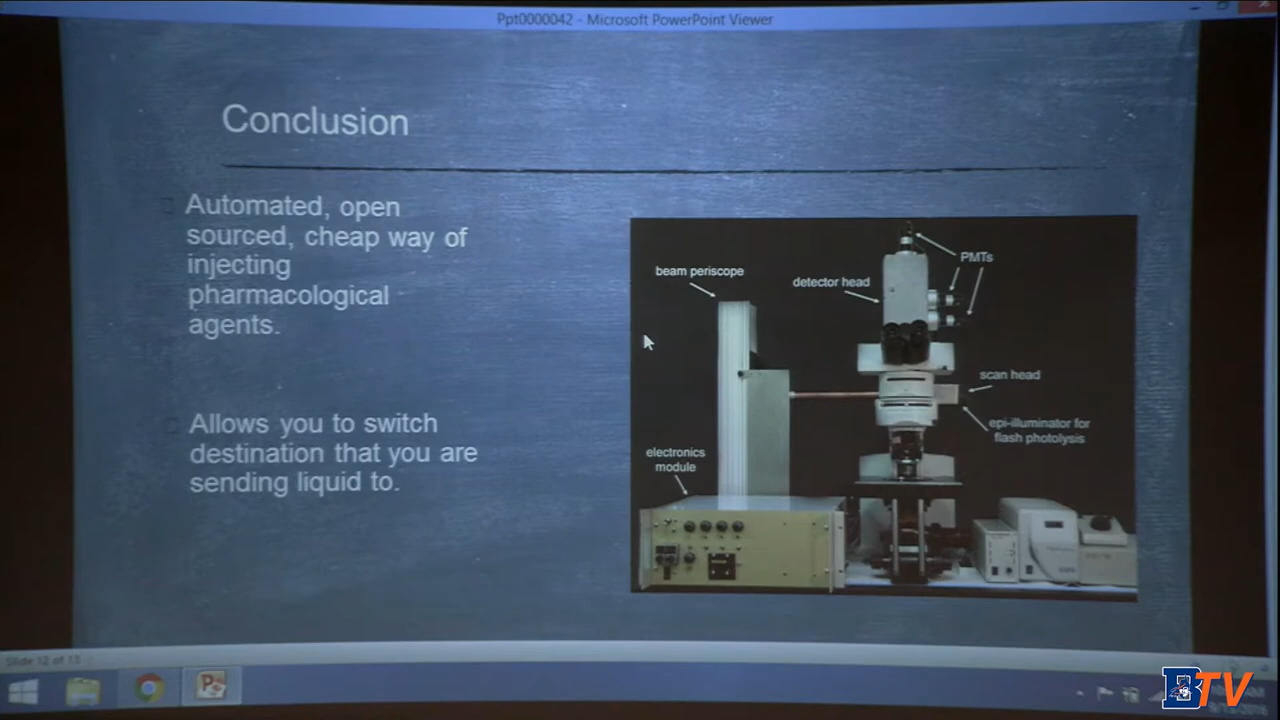 Ppt0000042 - Microsoft PowerPoint Viewer
Conclusion
Automated, open
sourced, cheap way of
injecting
pharmacological
agents.
Allows you to switch
destination that you are
sending liquid to.
beam periscope
detector head
PMTs
scan head
epi-illuminator for
flash photolysis
electronics
module
Slide 12 of 13
BTV